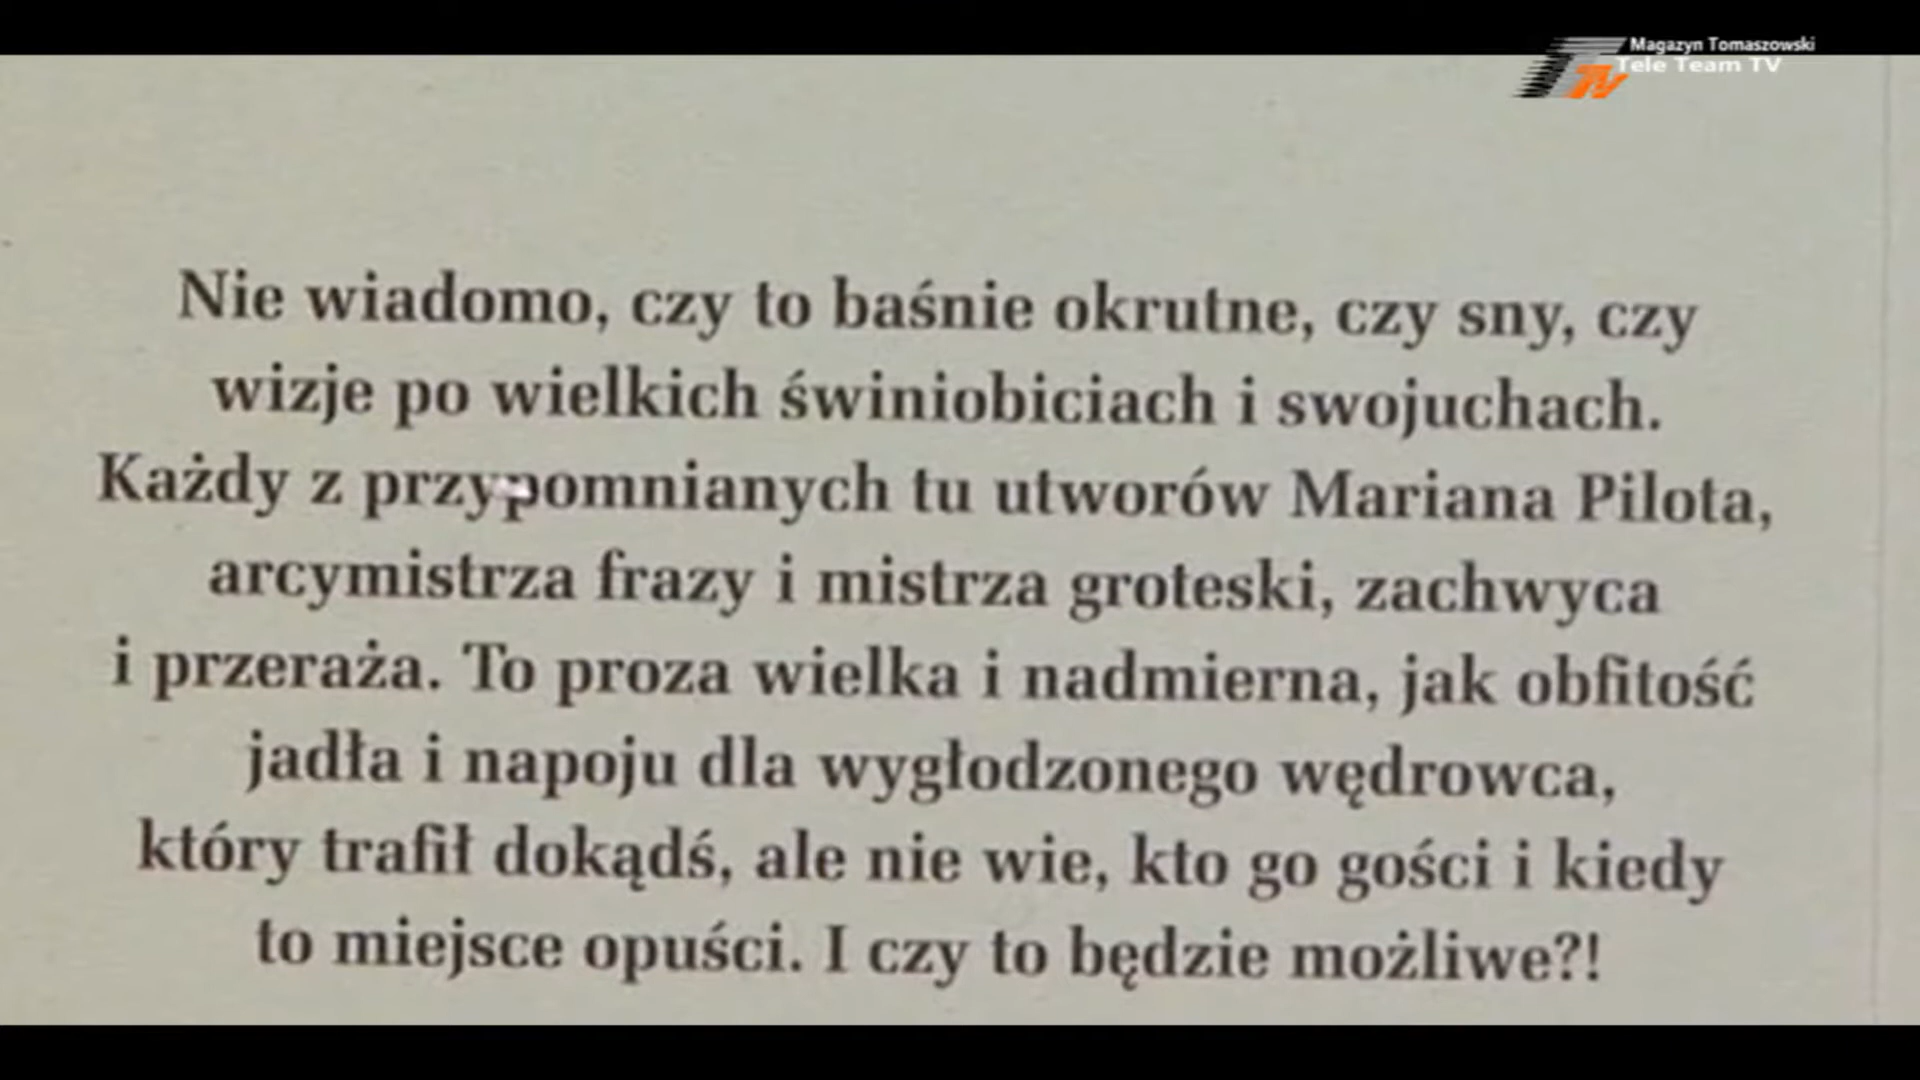 Magazyn Tomaszowski
Tele Team TV
TTV
Nie wiadomo, czy to baśnie okrutne, czy sny, czy
wizje po wielkich świniobiciach i swojuchach.
Każdy z przypomnianych tu utworów Mariana Pilota,
arcymistrza frazy i mistrza groteski, zachwyca
i przeraża. To proza wielka i nadmierna, jak obfitość
jadła i napoju dla wygłodzonego wędrowca,
który trafił dokądś, ale nie wie, kto go gości i kiedy
to miejsce opuści. I czy to będzie możliwe?!